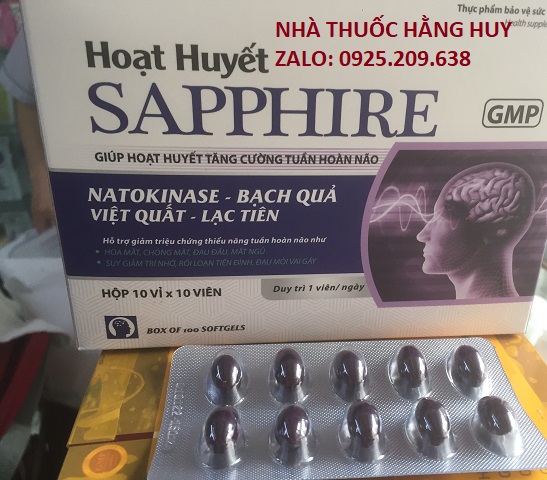 Thực phẩm bảo vệ sức
Health supple
NHÀ THUỐC HẰNG HUY
ZALO: 0925.209.638
Hoạt Huyết
SAPPHIRE
GMP
GIÚP HOẠT HUYẾT TĂNG CƯỜNG TUẦN HOÀN NÃO
NATOKINASE - BẠCH QUẢ
VIỆT QUẤT - LẠC TIÊN
Hỗ trợ giảm triệu chứng thiểu năng tuần hoàn não như
• HOA MẮT, CHÓNG MẶT, ĐAU ĐẦU, MẤT NGỦ
• SUY GIẢM TRÍ NHỚ, RỐI LOẠN TIỀN ĐÌNH, ĐAU MỎI VAI GÁY
HỘP 10 VỈ x 10 VIÊN
Duy trì 1 viên/ ngày
BOX OF 100 SOFTGELS